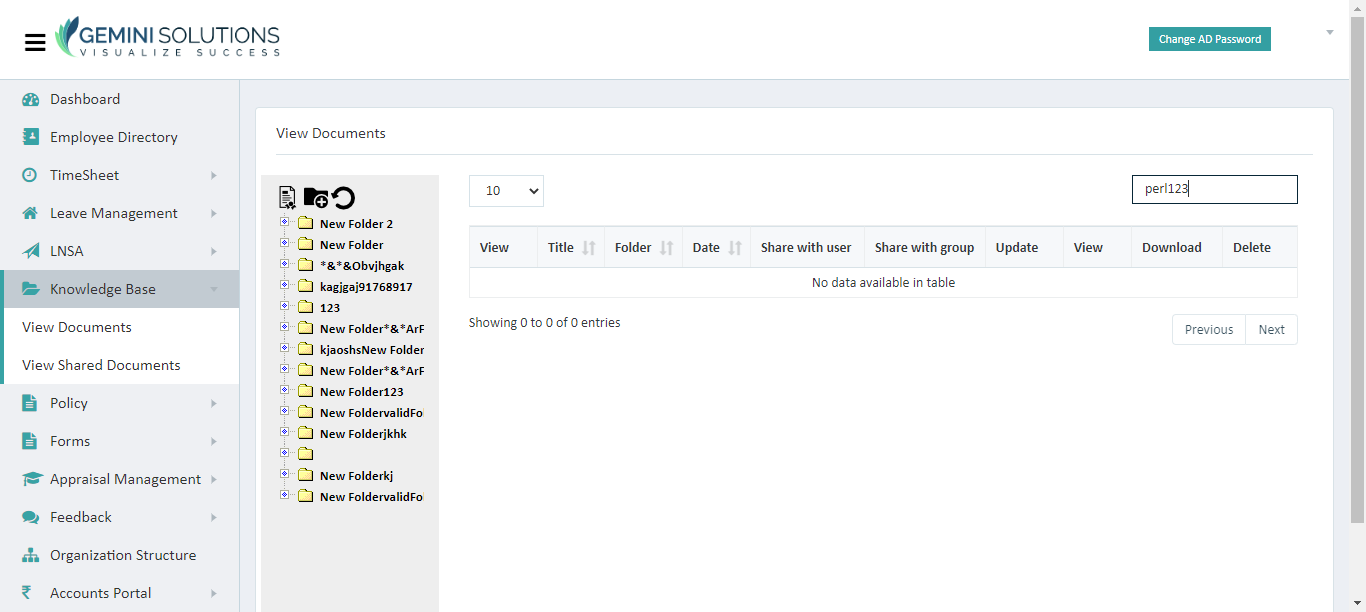 GEMINI SOLUTIONS
VISUALIZE SUCCESS
Change AD Password
Dashboard
Employee Directory
TimeSheet
Leave Management
LNSA
Knowledge Base
View Documents
View Shared Documents
Policy
Forms
Appraisal Management
Feedback
Organization Structure
Accounts Portal
View Documents
New Folder 2
New Folder
*&*&Obvjhgak
kagjgaj91768917
123
New Folder*&*ArF
kjaoshsNew Folder
New Folder*&*ArF
New Folder123
New FoldervalidFo
New Folderjkhk
New Folderkj
New FoldervalidFo
10
perl123
View Title Folder Date Share with user Share with group Update View Download Delete
No data available in table
Showing 0 to 0 of 0 entries
Previous Next